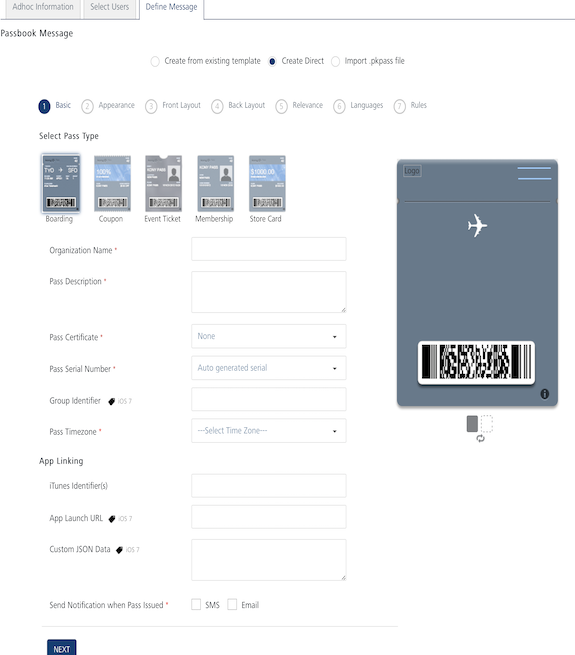 Adhoc Information Select Users Define Message
Passbook Message
Create from existing template Create Direct Import .pkpass file
1 Basic 2 Appearance 3 Front Layout 4 Back Layout 5 Relevance 6 Languages 7 Rules
Select Pass Type
TVO SFO
100%
$1000.00
Boarding Coupon Event Ticket Membership Store Card
Logo
Organization Name *
Pass Description *
Pass Certificate * None
Pass Serial Number * Auto generated serial
Group Identifier iOS 7
Pass Timezone * ---Select Time Zone---
App Linking
iTunes Identifier(s)
App Launch URL iOS 7
Custom JSON Data iOS 7
Send Notification when Pass Issued * SMS Email
NEXT